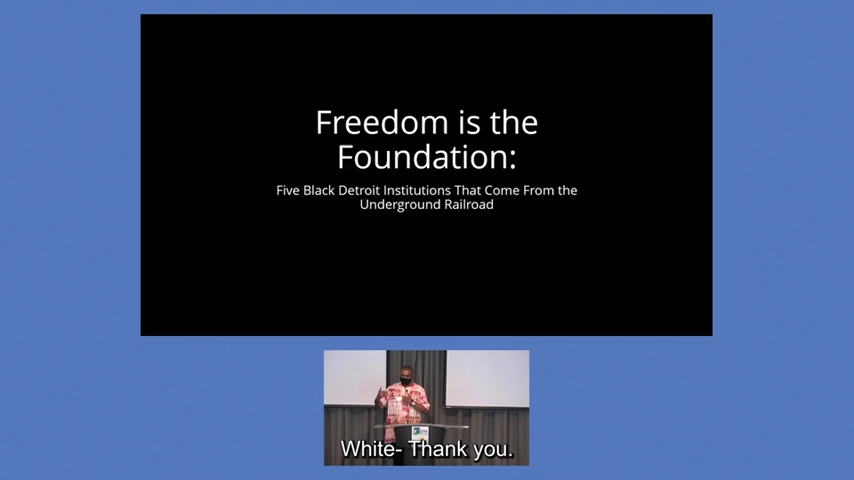 Freedom is the
Foundation:
Five Black Detroit Institutions That Come From the
Underground Railroad
White- Thank you.